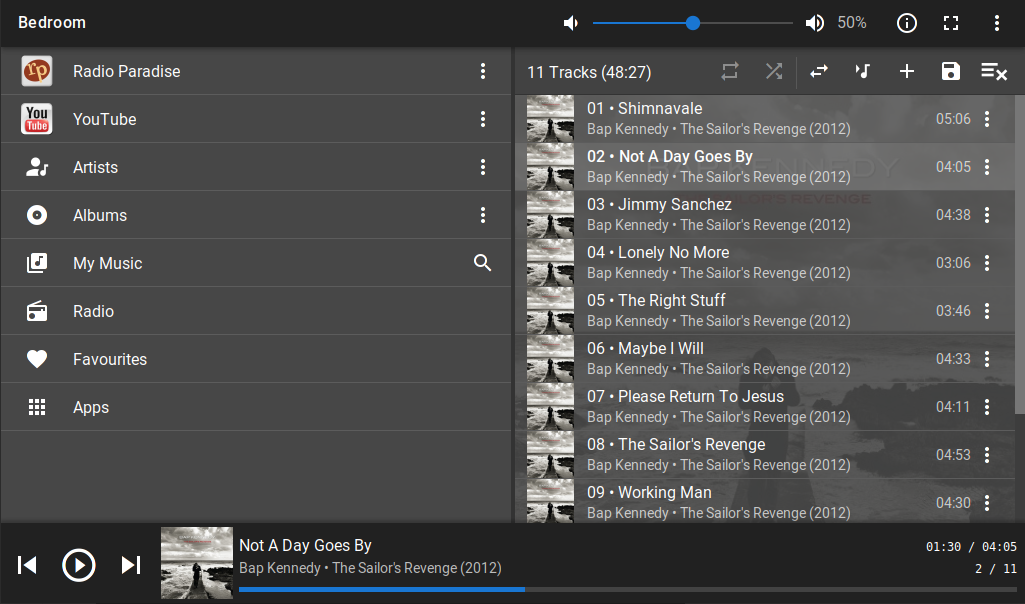 Bedroom
50%
rp
Radio Paradise
You
Tube
YouTube
Artists
Albums
My Music
Radio
Favourites
Apps
11 Tracks (48:27)
01 • Shimnavale
Bap Kennedy • The Sailor's Revenge (2012)
05:06
02 • Not A Day Goes By
Bap Kennedy • The Sailor's Revenge (2012)
04:05
03 • Jimmy Sanchez
Bap Kennedy • The Sailor's Revenge (2012)
04:38
04 • Lonely No More
Bap Kennedy • The Sailor's Revenge (2012)
03:06
05 • The Right Stuff
Bap Kennedy • The Sailor's Revenge (2012)
03:46
06 • Maybe I Will
Bap Kennedy • The Sailor's Revenge (2012)
04:33
07 • Please Return To Jesus
Bap Kennedy • The Sailor's Revenge (2012)
04:11
08 • The Sailor's Revenge
Bap Kennedy • The Sailor's Revenge (2012)
04:53
09 • Working Man
Bap Kennedy • The Sailor's Revenge (2012)
04:30
Not A Day Goes By
Bap Kennedy • The Sailor's Revenge (2012)
01:30 / 04:05
2 / 11